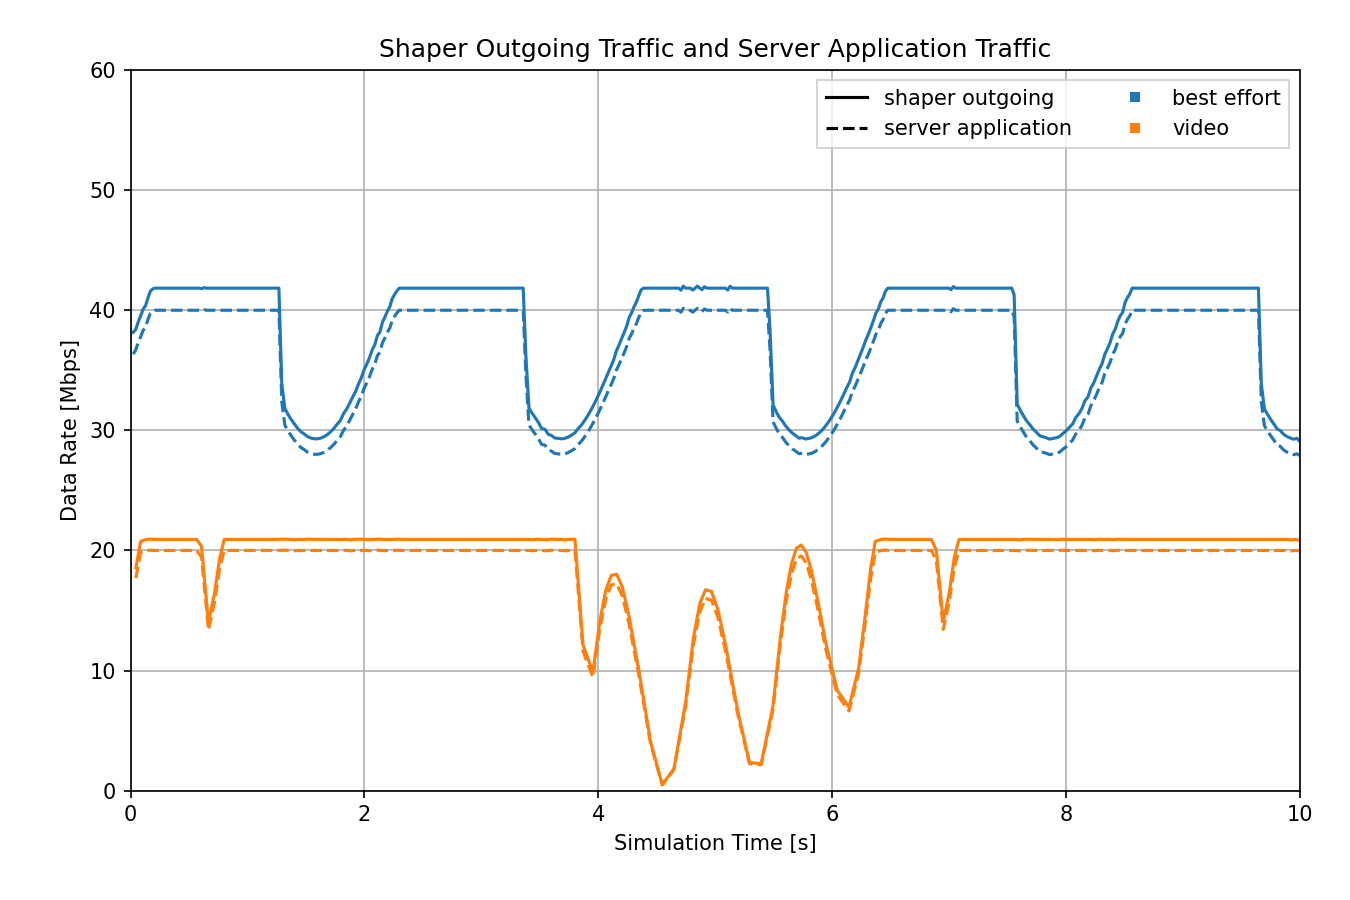 Shaper Outgoing Traffic and Server Application Traffic
shaper outgoing
best effort
server application
video
60
50
40
30
20
10
0
Data Rate [Mbps]
0 2 4 6 8 10
Simulation Time [s]